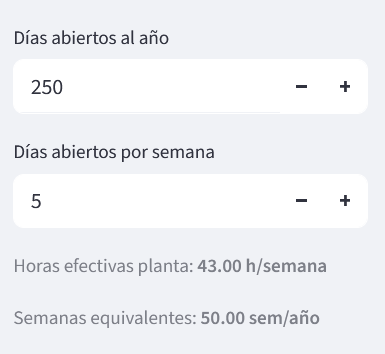 Días abiertos al año
250
Días abiertos por semana
5
Horas efectivas planta: 43.00 h/semana
Semanas equivalentes: 50.00 sem/año